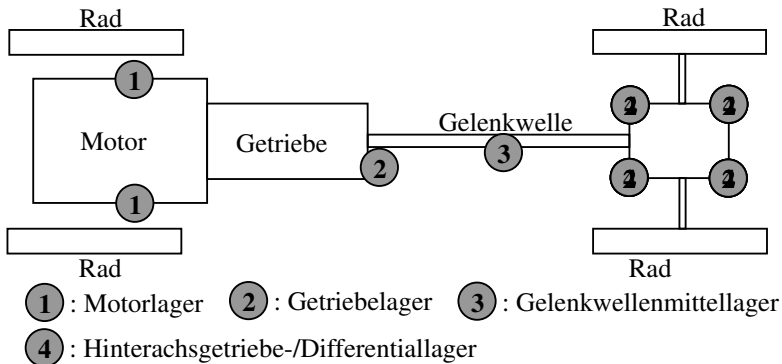 Rad Rad
1
Motor Getriebe Gelenkwelle
2 3
1
Rad Rad
1 : Motorlager 2 : Getriebelager 3 : Gelenkwellenmittellager
4 : Hinterachsgetriebe-/Differentiallager